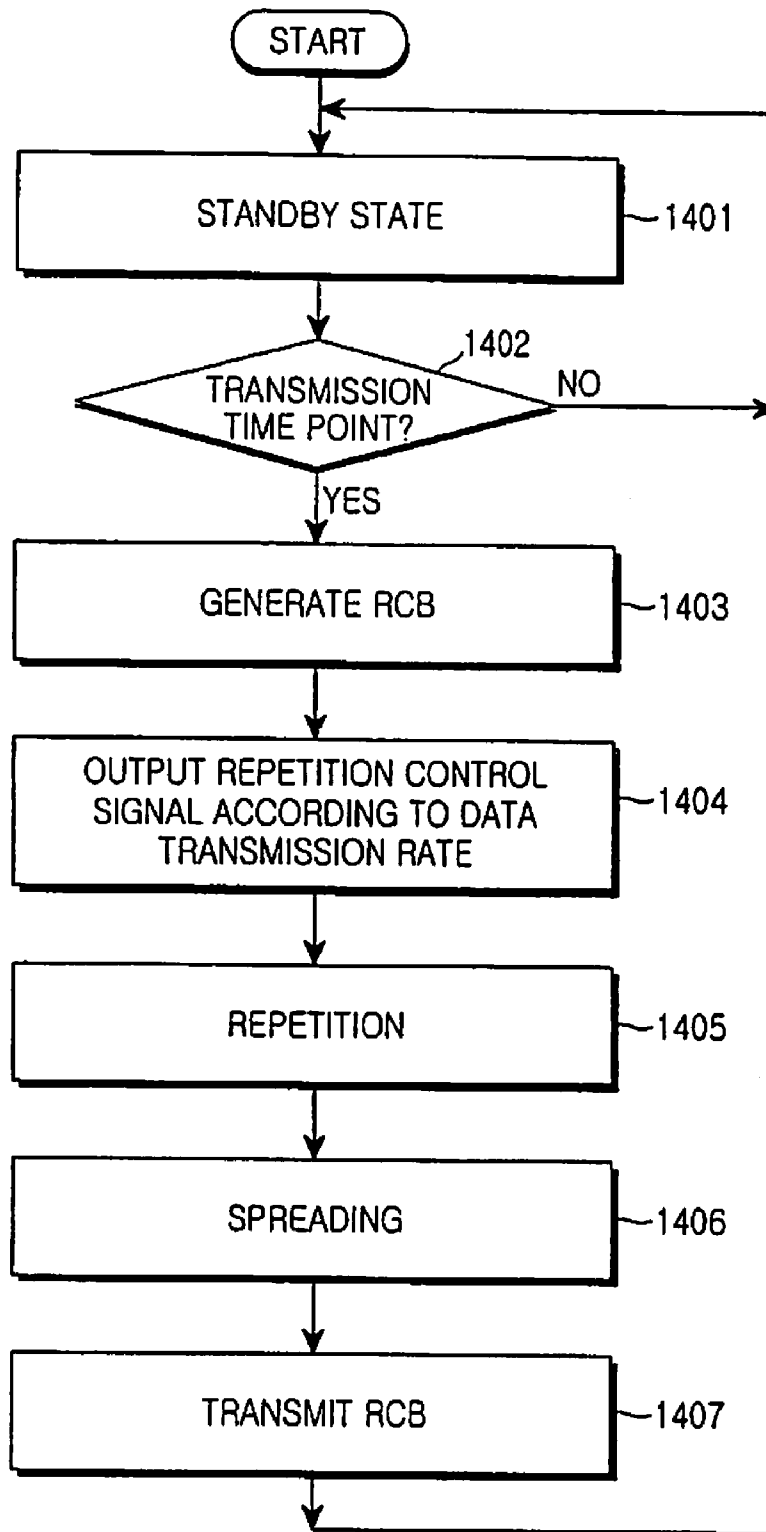 START
STANDBY STATE
1401
1402
TRANSMISSION
TIME POINT?
NO
YES
GENERATE RCB
1403
OUTPUT REPETITION CONTROL
SIGNAL ACCORDING TO DATA
TRANSMISSION RATE
1404
REPETITION
1405
SPREADING
1406
TRANSMIT RCB
1407